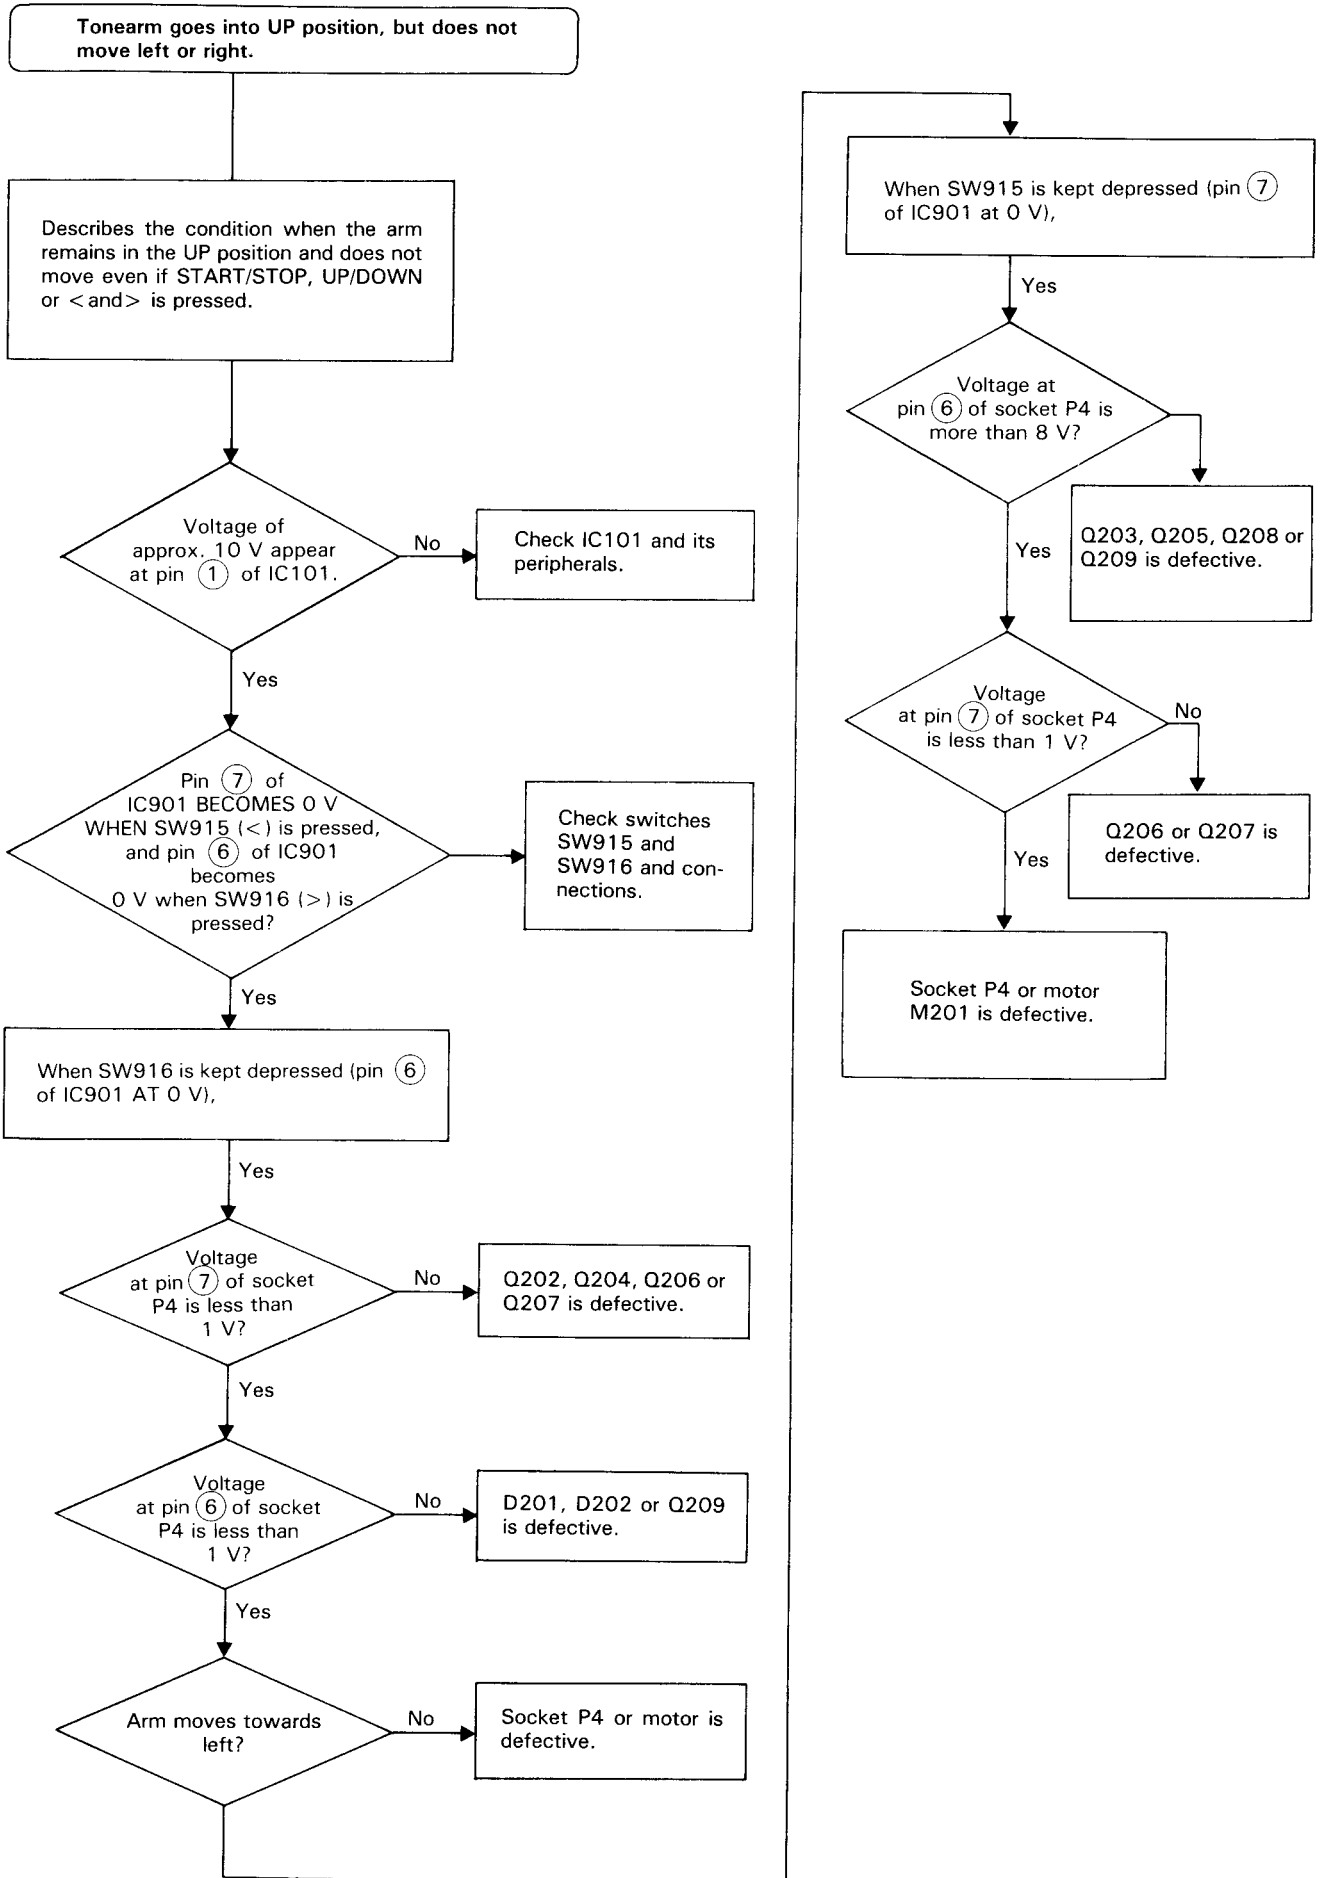 Tonearm goes into UP position, but does not
move left or right.
Describes the condition when the arm
remains in the UP position and does not
move even if START/STOP, UP/DOWN
or <and> is pressed.
Voltage of
approx. 10 V appear
at pin ① of IC101.
No
Check IC101 and its
peripherals.
Yes
Pin ⑦ of
IC901 BECOMES 0 V
WHEN SW915 (<) is pressed,
and pin ⑥ of IC901
becomes
0 V when SW916 (>) is
pressed?
Check switches
SW915 and
SW916 and con-
nections.
Yes
When SW916 is kept depressed (pin ⑥
of IC901 AT 0 V),
Yes
Voltage
at pin ⑦ of socket
P4 is less than
1 V?
No
Q202, Q204, Q206 or
Q207 is defective.
Yes
Voltage
at pin ⑥ of socket
P4 is less than
1 V?
No
D201, D202 or Q209
is defective.
Yes
Arm moves towards
left?
No
Socket P4 or motor is
defective.
When SW915 is kept depressed (pin ⑦
of IC901 at 0 V),
Yes
Voltage at
pin ⑥ of socket P4 is
more than 8 V?
Q203, Q205, Q208 or
Q209 is defective.
Yes
Voltage
at pin ⑦ of socket P4
is less than 1 V?
No
Q206 or Q207 is
defective.
Yes
Socket P4 or motor
M201 is defective.